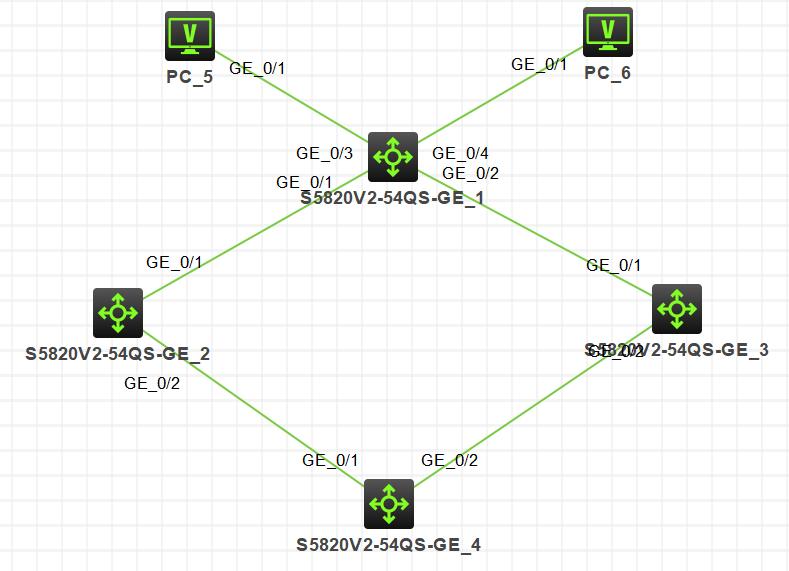 PC_5
GE_0/1
GE_0/1
PC_6
GE_0/3
GE_0/4
GE_0/1
GE_0/2
S5820V2-54QS-GE_1
GE_0/1
GE_0/1
S5820V2-54QS-GE_2
S5820V2-54QS-GE_3
GE_0/2
GE_0/2
GE_0/1
GE_0/2
S5820V2-54QS-GE_4